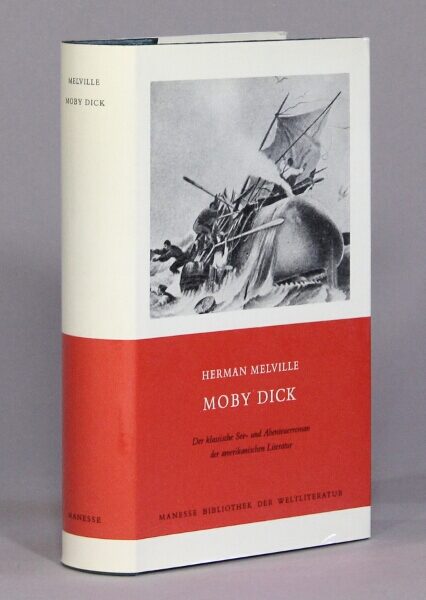 MELVILLE
MOBY DICK
MANESSE
HERMAN MELVILLE
MOBY DICK
Der klassische See- und Abenteuerroman
der amerikanischen Literatur
MANESSE BIBLIOTHEK DER WELTLITERATUR